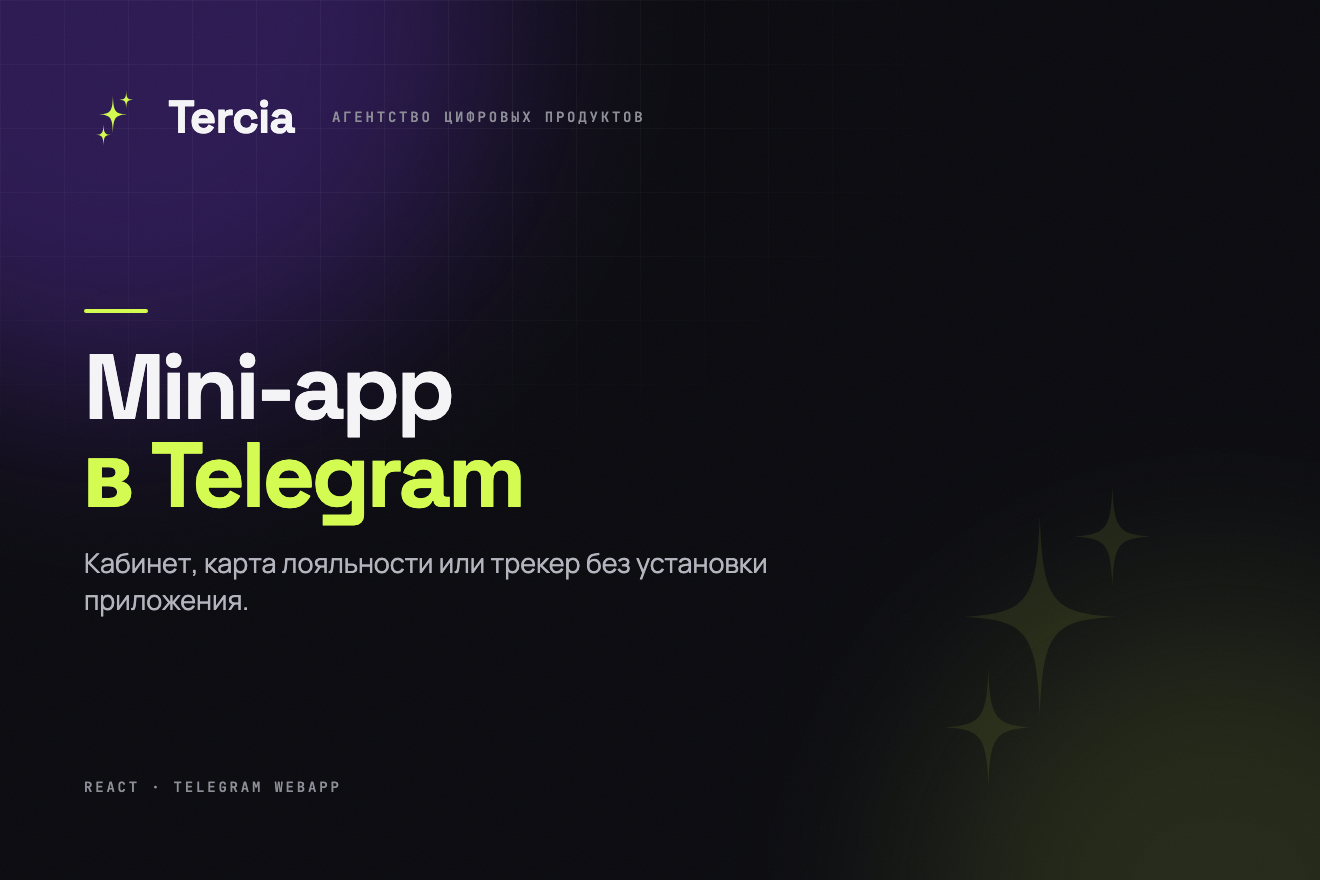 Tercia
АГЕНТСТВО ЦИФРОВЫХ ПРОДУКТОВ
Mini-app
в Telegram
Кабинет, карта лояльности или трекер без установки
приложения.
REACT · TELEGRAM WEBAPP